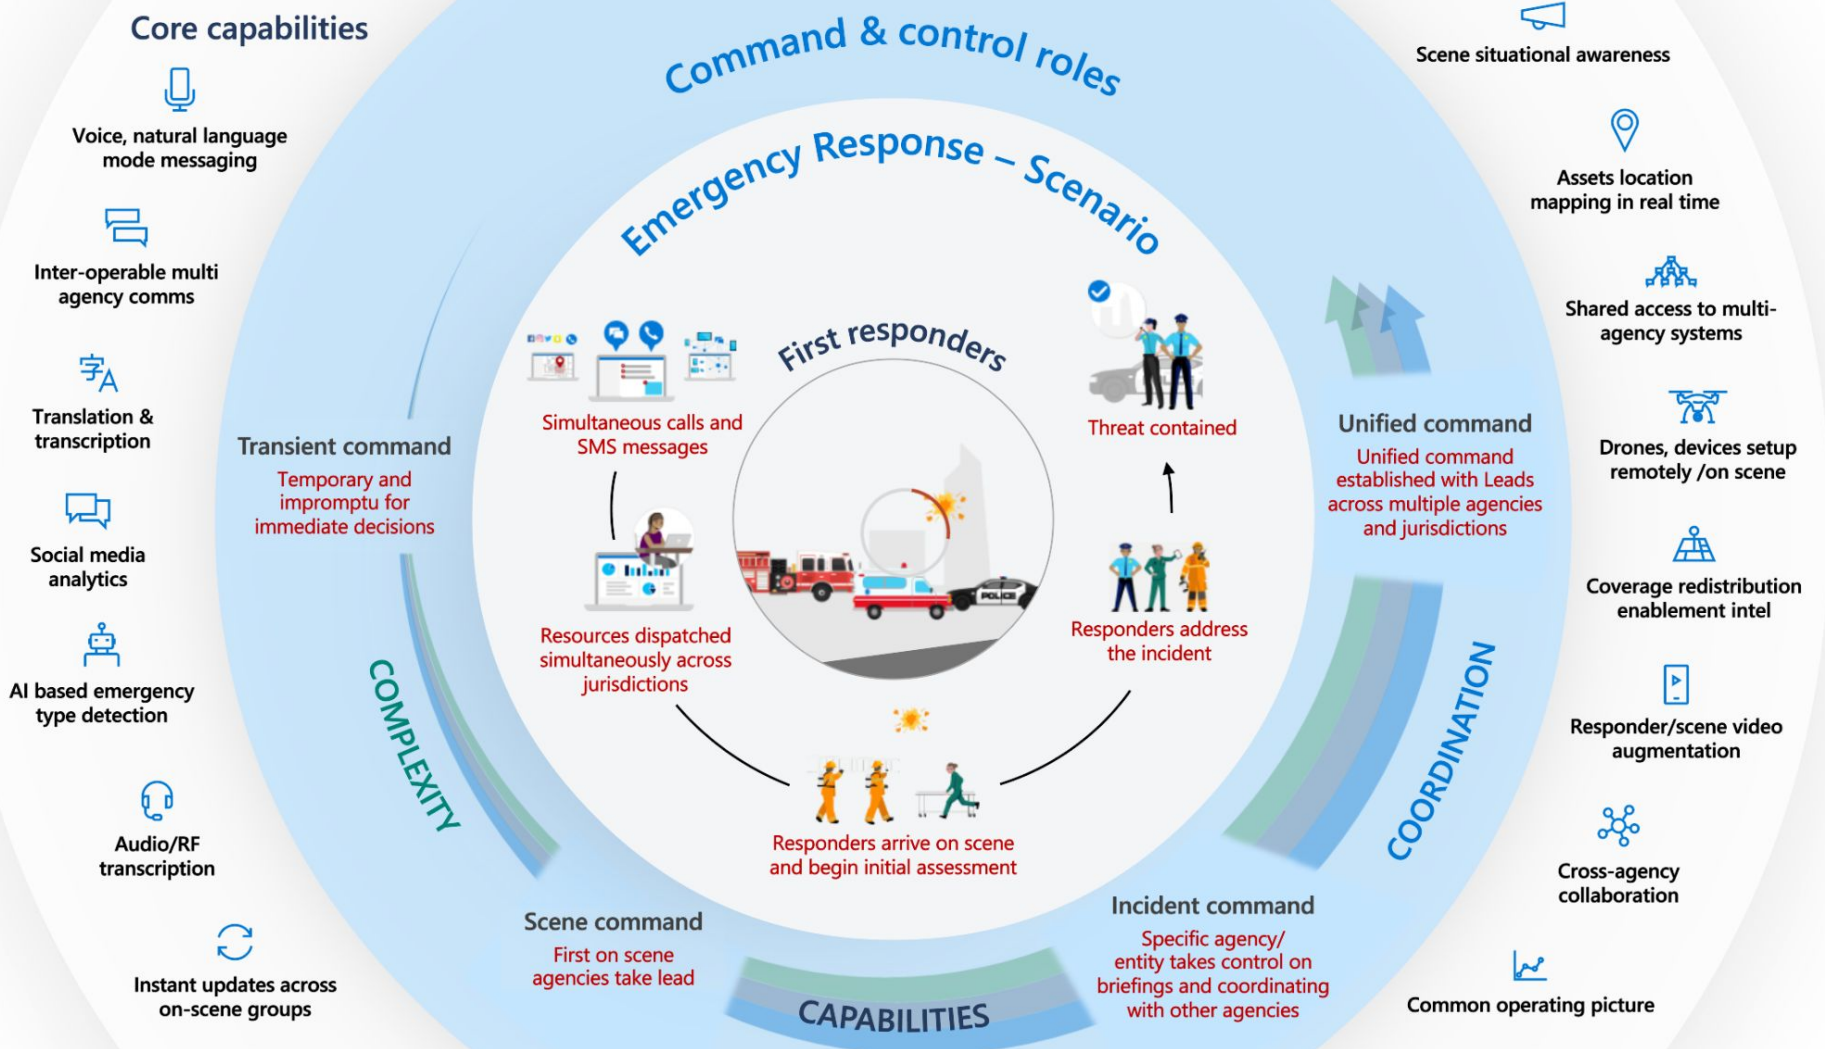 Core capabilities
Voice, natural language
mode messaging
Inter-operable multi
agency comms
Translation &
transcription
Social media
analytics
AI based emergency
type detection
Audio/RF
transcription
Instant updates across
on-scene groups
Command & control roles
Emergency Response – Scenario
First responders
Simultaneous calls and
SMS messages
Resources dispatched
simultaneously across
jurisdictions
Responders arrive on scene
and begin initial assessment
Responders address
the incident
Threat contained
POLICE
Transient command
Temporary and
impromptu for
immediate decisions
COMPLEXITY
Scene command
First on scene
agencies take lead
CAPABILITIES
Incident command
Specific agency/
entity takes control on
briefings and coordinating
with other agencies
COORDINATION
Unified command
Unified command
established with Leads
across multiple agencies
and jurisdictions
Scene situational awareness
Assets location
mapping in real time
Shared access to multi-
agency systems
Drones, devices setup
remotely /on scene
Coverage redistribution
enablement intel
Responder/scene video
augmentation
Cross-agency
collaboration
Common operating picture